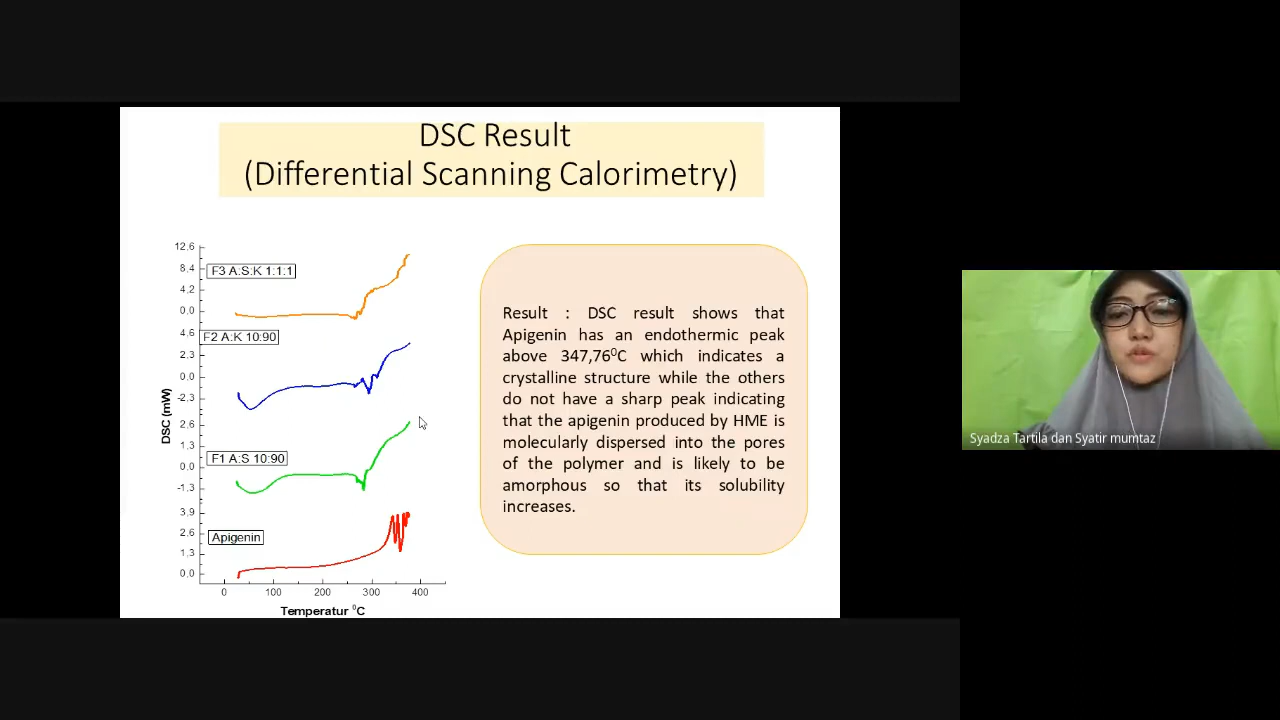 DSC Result
(Differential Scanning Calorimetry)
12.6
8.4
4.2
0.0
4.6
2.3
0.0
-2.3
2.6
1.3
0.0
-1.3
3.9
2.6
1.3
0.0
F3 A:S:K 1:1:1
F2 A:K 10:90
F1 A:S 10:90
Apigenin
DSC (mW)
0 100 200 300 400
Temperatur ⁰C
Result : DSC result shows that
Apigenin has an endothermic peak
above 347,76⁰C which indicates a
crystalline structure while the others
do not have a sharp peak indicating
that the apigenin produced by HME is
molecularly dispersed into the pores
of the polymer and is likely to be
amorphous so that its solubility
increases.
Syadza Tartila dan Syatir mumtaz